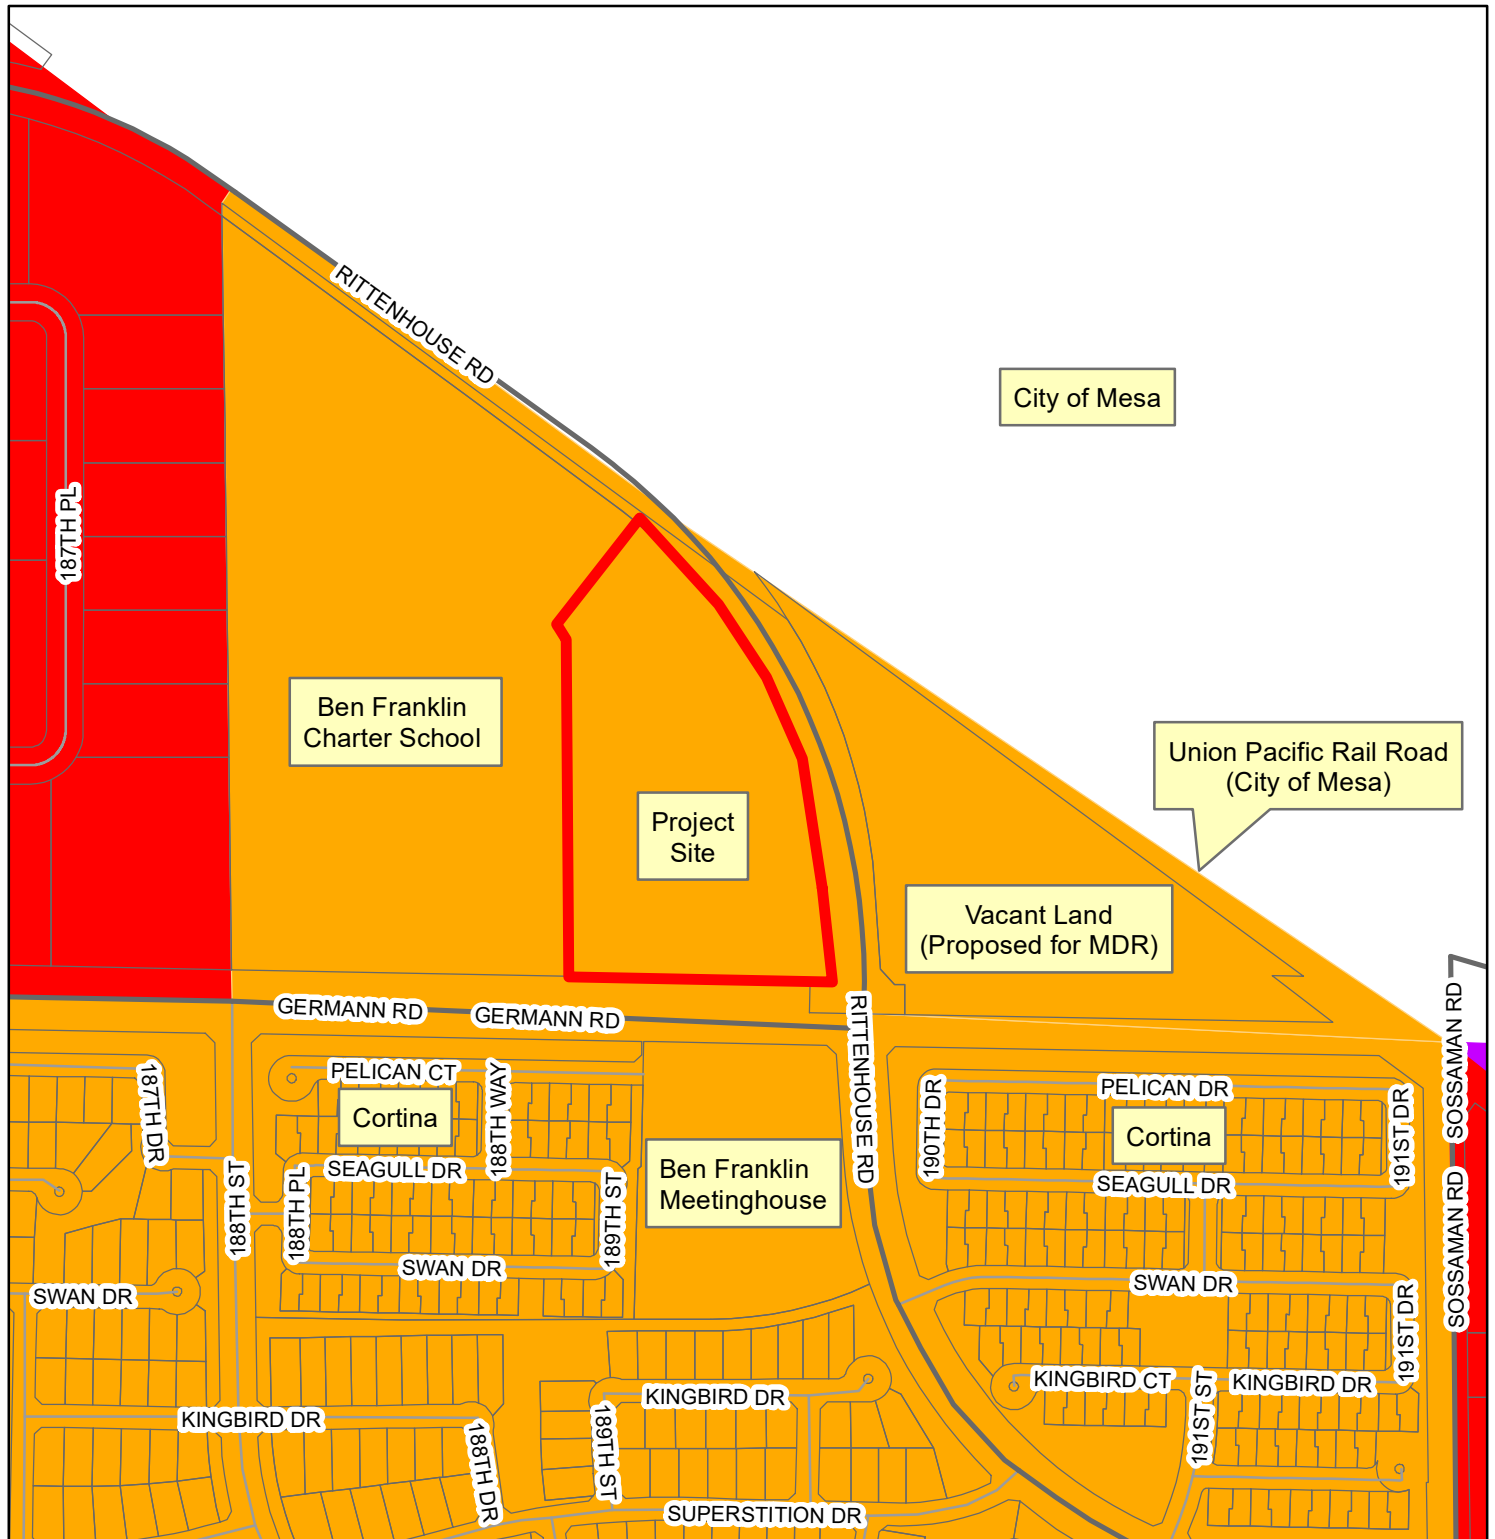 RITTENHOUSE RD
City of Mesa
187TH PL
Ben Franklin
Charter School
Union Pacific Rail Road
(City of Mesa)
Project
Site
Vacant Land
(Proposed for MDR)
GERMANN RD
GERMANN RD
RITTENHOUSE RD
SOSSAMAN RD
187TH DR
PELICAN CT
188TH WAY
190TH DR
PELICAN DR
191ST DR
Cortina
Cortina
188TH ST
188TH PL
SEAGULL DR
189TH ST
Ben Franklin
Meetinghouse
SEAGULL DR
SOSSAMAN RD
SWAN DR
SWAN DR
SWAN DR
191ST DR
KINGBIRD DR
188TH DR
189TH ST
KINGBIRD DR
KINGBIRD CT
191ST ST
KINGBIRD DR
SUPERSTITION DR